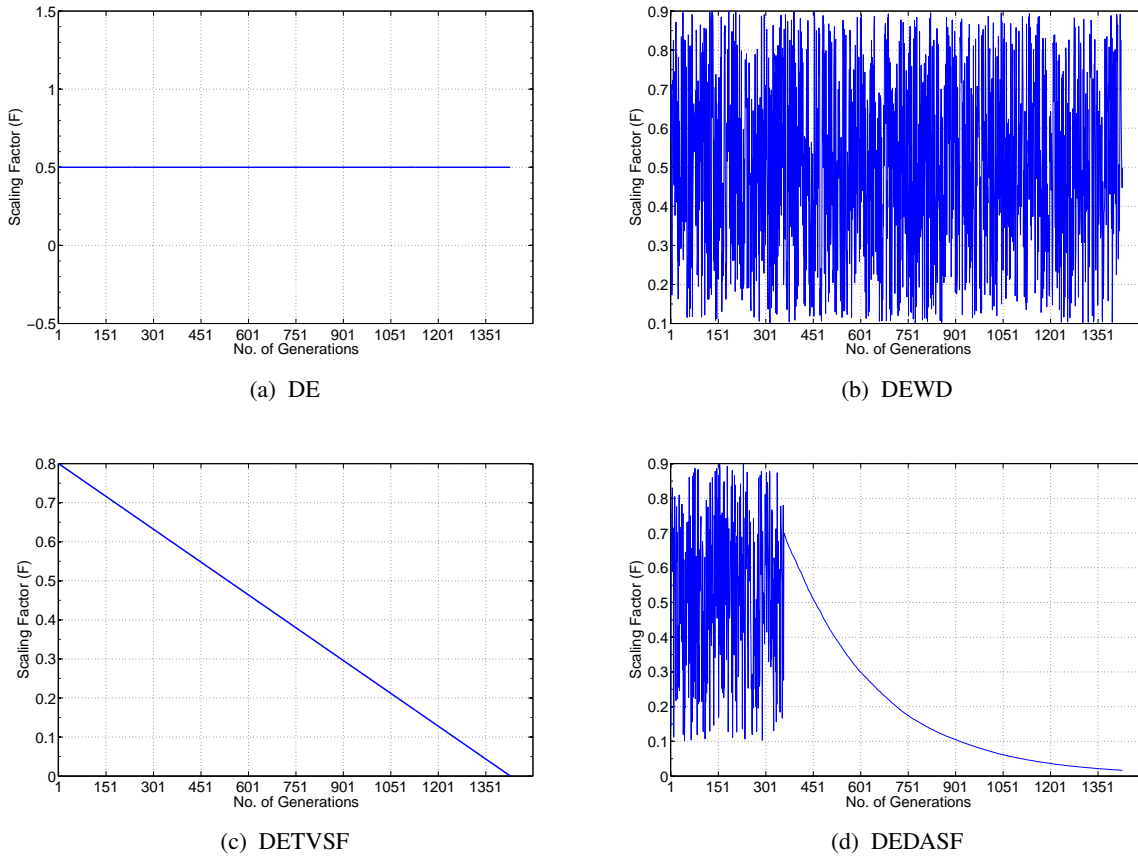 1.5
1
0.5
0
−0.5
Scaling Factor (F)
1 151 301 451 601 751 901 1051 1201 1351
No. of Generations
(a) DE
0.9
0.8
0.7
0.6
0.5
0.4
0.3
0.2
0.1
Scaling Factor (F)
1 151 301 451 601 751 901 1051 1201 1351
No. of Generations
(b) DEWD
0.8
0.7
0.6
0.5
0.4
0.3
0.2
0.1
0
Scaling Factor (F)
1 151 301 451 601 751 901 1051 1201 1351
No. of Generations
(c) DETVSF
0.9
0.8
0.7
0.6
0.5
0.4
0.3
0.2
0.1
0
Scaling Factor (F)
1 151 301 451 601 751 901 1051 1201 1351
No. of Generations
(d) DEDASF